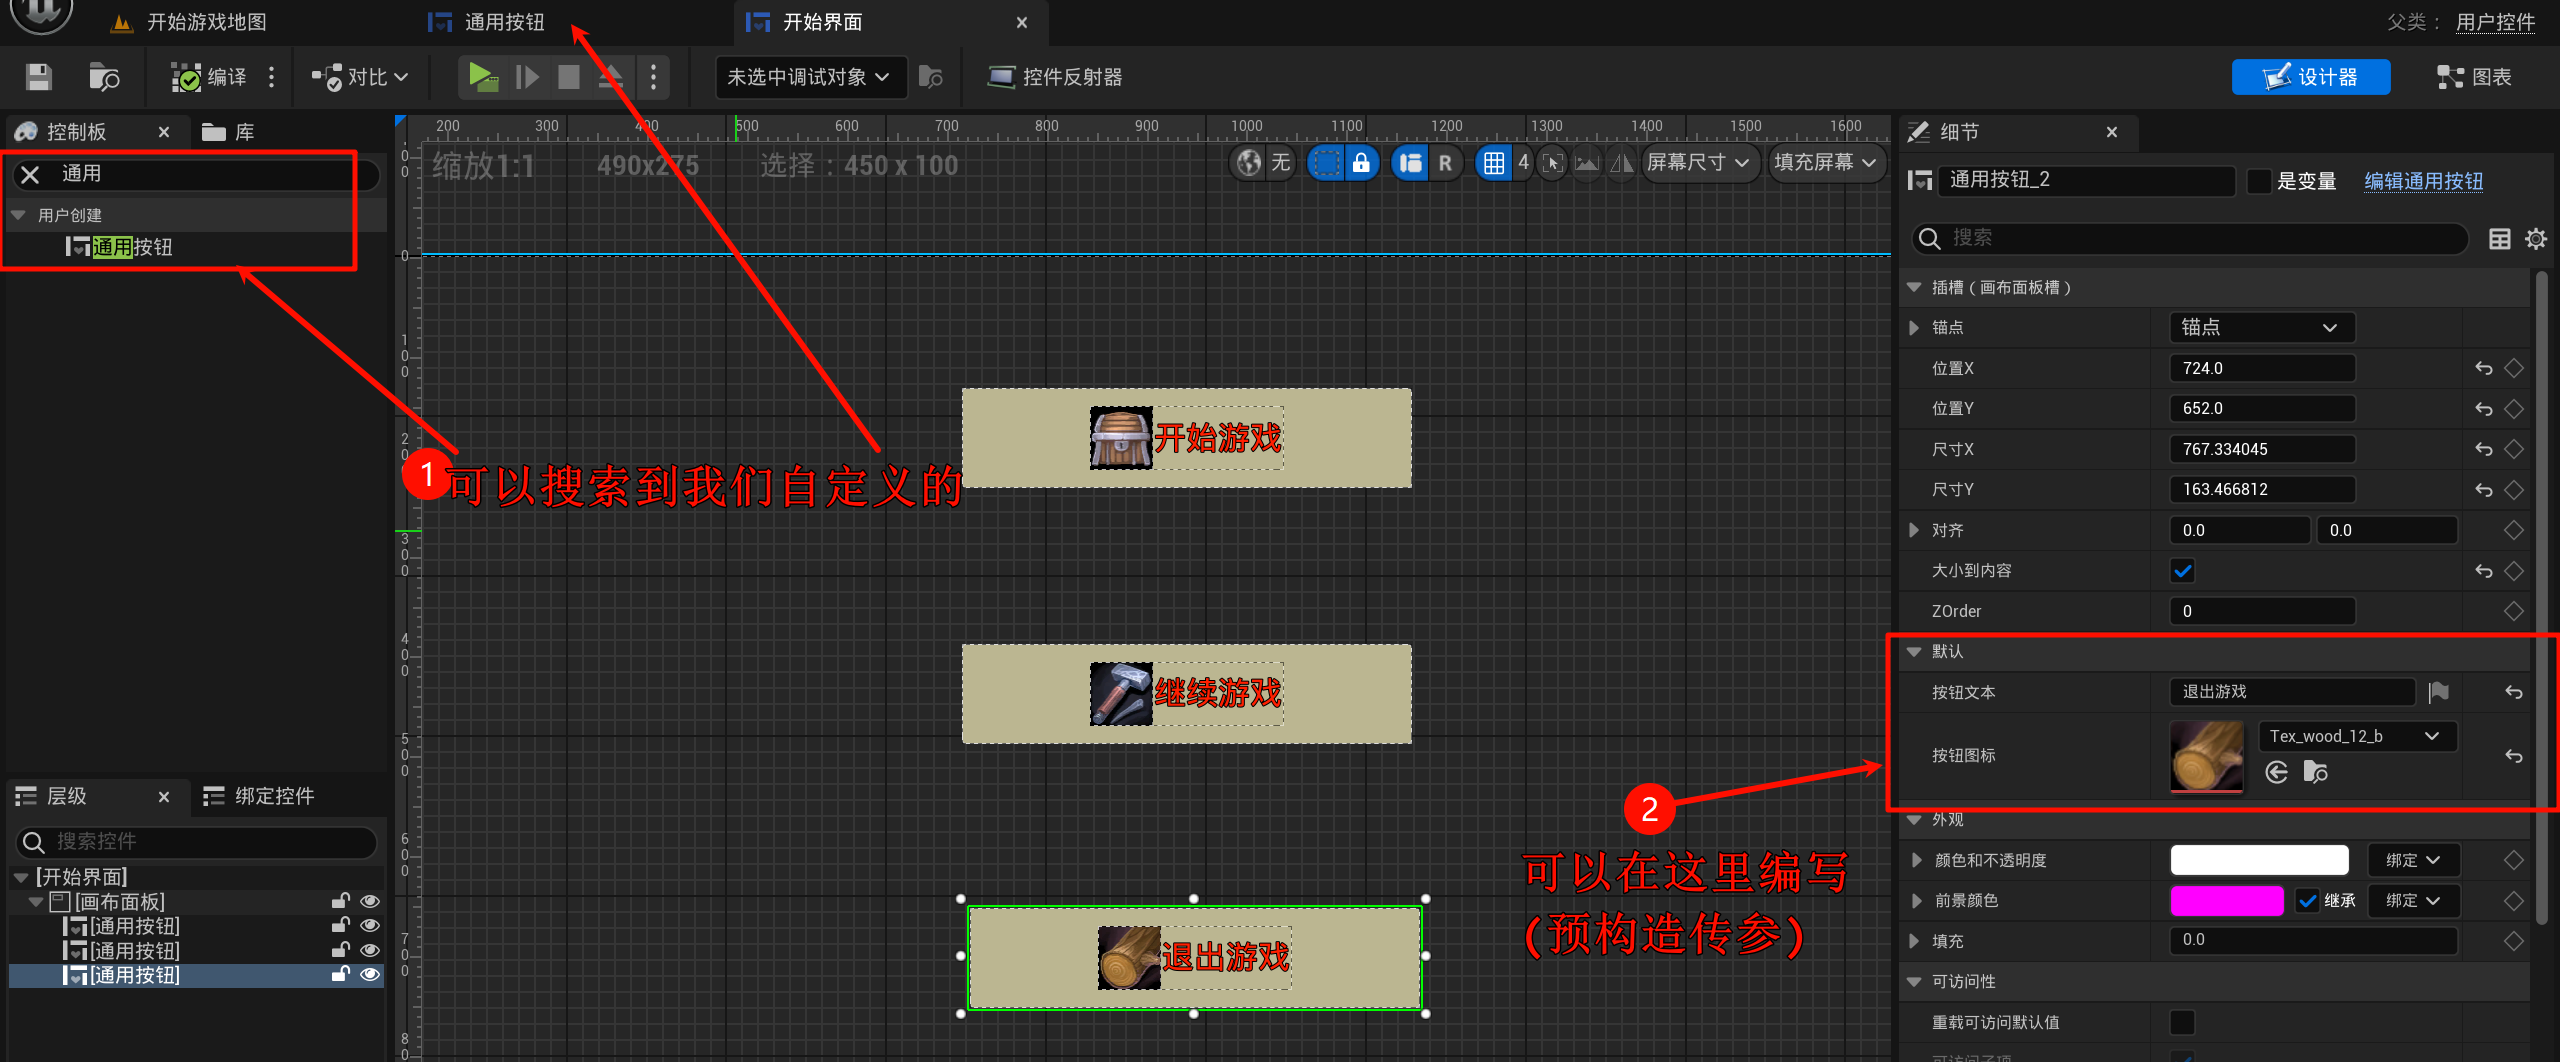 开始游戏地图
通用按钮
开始界面
父类： 用户控件
编译
对比
未选中调试对象
控件反射器
设计器
图表
控制板
库
通用
用户创建
通用按钮
200 300 400 500 600 700 800 900 1000 1100 1200 1300 1400 1500 1600
缩放1:1
490x275
选择：450 x 100
无
R
4
屏幕尺寸
填充屏幕
开始游戏
继续游戏
退出游戏
1
可以搜索到我们自定义的
2
可以在这里编写
(预构造传参)
层级
绑定控件
搜索控件
[开始界面]
[画布面板]
[通用按钮]
[通用按钮]
[通用按钮]
细节
通用按钮_2
是变量
编辑通用按钮
搜索
插槽（画布面板槽）
锚点
锚点
位置X
724.0
位置Y
652.0
尺寸X
767.334045
尺寸Y
163.466812
对齐
0.0
0.0
大小到内容
ZOrder
0
默认
按钮文本
退出游戏
按钮图标
Tex_wood_12_b
外观
颜色和不透明度
绑定
前景颜色
继承
绑定
填充
0.0
可访问性
重载可访问默认值